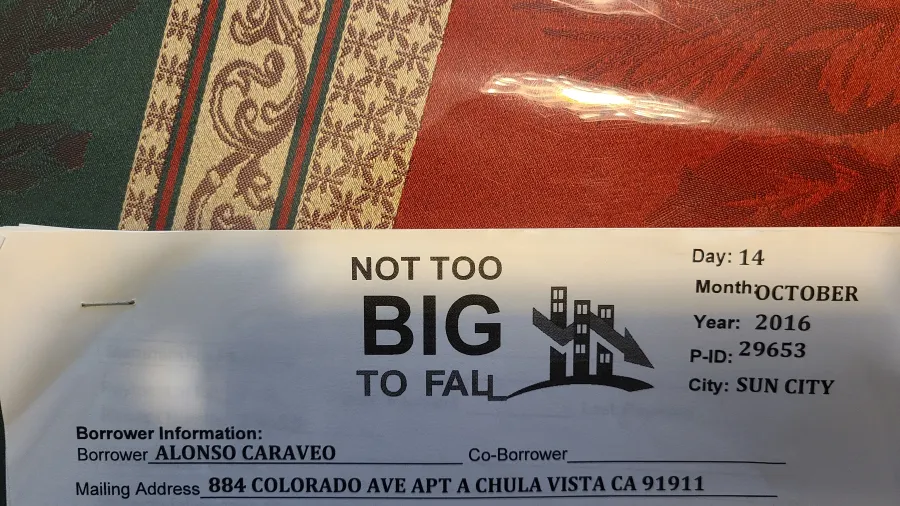 NOT TOO
BIG
TO FALL
Day: 14
Month: OCTOBER
Year: 2016
P-ID: 29653
City: SUN CITY
Borrower Information:
Borrower ALONSO CARAVEO Co-Borrower
Mailing Address 884 COLORADO AVE APT A CHULA VISTA CA 91911